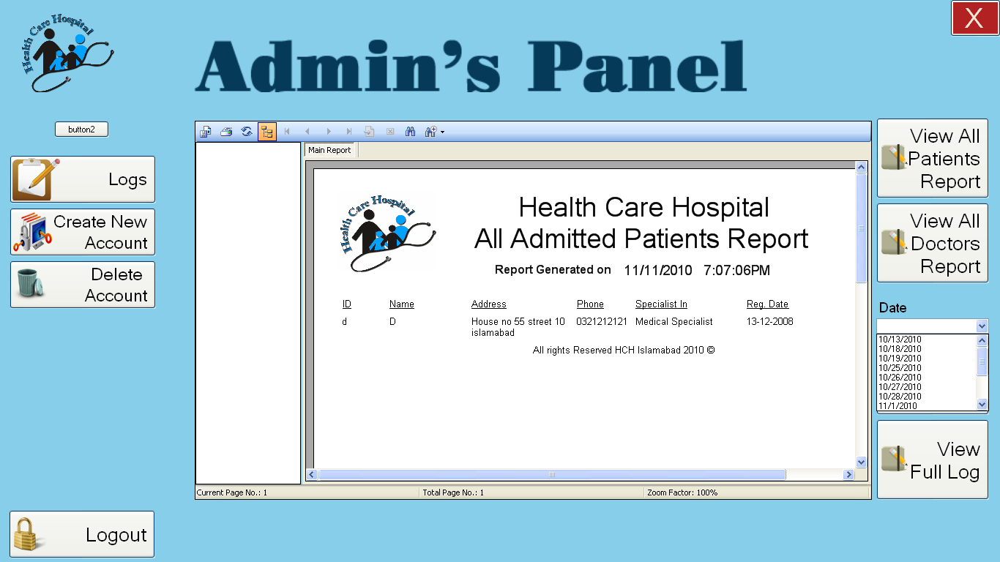 Health Care Hospital
Admin's Panel
X
button2
Logs
Create New
Account
Delete
Account
Logout
Main Report
Health Care Hospital
Health Care Hospital
All Admitted Patients Report
Report Generated on 11/11/2010 7:07:06PM
ID Name Address Phone Specialist In Reg. Date
d D House no 55 street 10 0321212121 Medical Specialist 13-12-2008
islamabad
All rights Reserved HCH Islamabad 2010 ©
Current Page No.: 1 Total Page No.: 1 Zoom Factor: 100%
View All
Patients
Report
View All
Doctors
Report
Date
10/13/2010
10/18/2010
10/19/2010
10/25/2010
10/26/2010
10/27/2010
10/28/2010
11/1/2010
View
Full Log